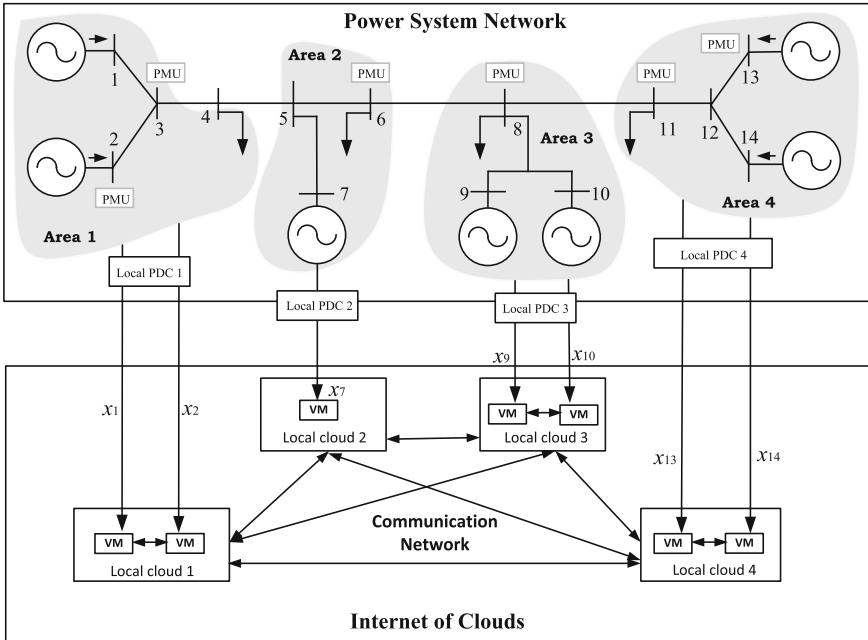 Power System Network
1
PMU
3
2
PMU
4
Area 1
Area 2
5
PMU
6
7
PMU
8
Area 3
9
10
PMU
11
PMU
13
12
14
Area 4
Local PDC 1
Local PDC 2
Local PDC 3
Local PDC 4
x1
x2
x7
x9
x10
x13
x14
VM
Local cloud 2
VM
VM
Local cloud 3
VM
VM
Local cloud 1
Communication
Network
VM
VM
Local cloud 4
Internet of Clouds